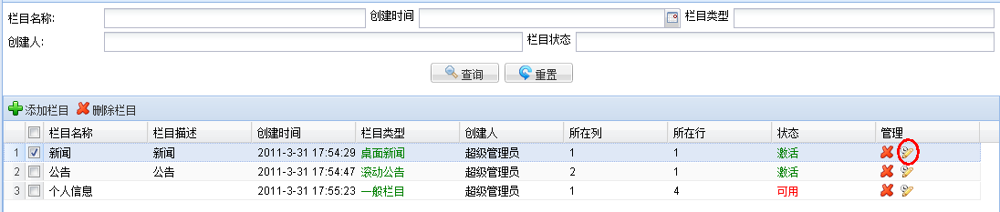 栏目名称: 创建时间 栏目类型
创建人: 栏目状态
查询 重置
添加栏目 删除栏目
栏目名称 栏目描述 创建时间 栏目类型 创建人 所在列 所在行 状态 管理
1 新闻 新闻 2011-3-31 17:54:29 桌面新闻 超级管理员 1 1 激活
2 公告 公告 2011-3-31 17:54:47 滚动公告 超级管理员 2 1 激活
3 个人信息 2011-3-31 17:55:23 一般栏目 超级管理员 1 4 可用